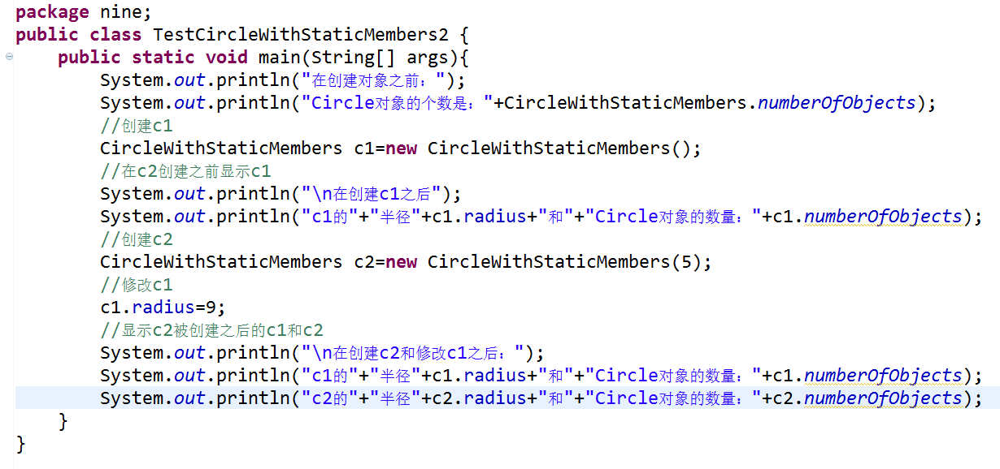 package nine;
public class TestCircleWithStaticMembers2 {
    public static void main(String[] args){
        System.out.println("在创建对象之前：");
        System.out.println("Circle对象的个数是："+CircleWithStaticMembers.numberOfObjects);
        //创建c1
        CircleWithStaticMembers c1=new CircleWithStaticMembers();
        //在c2创建之前显示c1
        System.out.println("\n在创建c1之后");
        System.out.println("c1的"+"半径"+c1.radius+"和"+"Circle对象的数量："+c1.numberOfObjects);
        //创建c2
        CircleWithStaticMembers c2=new CircleWithStaticMembers(5);
        //修改c1
        c1.radius=9;
        //显示c2被创建之后的c1和c2
        System.out.println("\n在创建c2和修改c1之后：");
        System.out.println("c1的"+"半径"+c1.radius+"和"+"Circle对象的数量："+c1.numberOfObjects);
        System.out.println("c2的"+"半径"+c2.radius+"和"+"Circle对象的数量："+c2.numberOfObjects);
    }
}